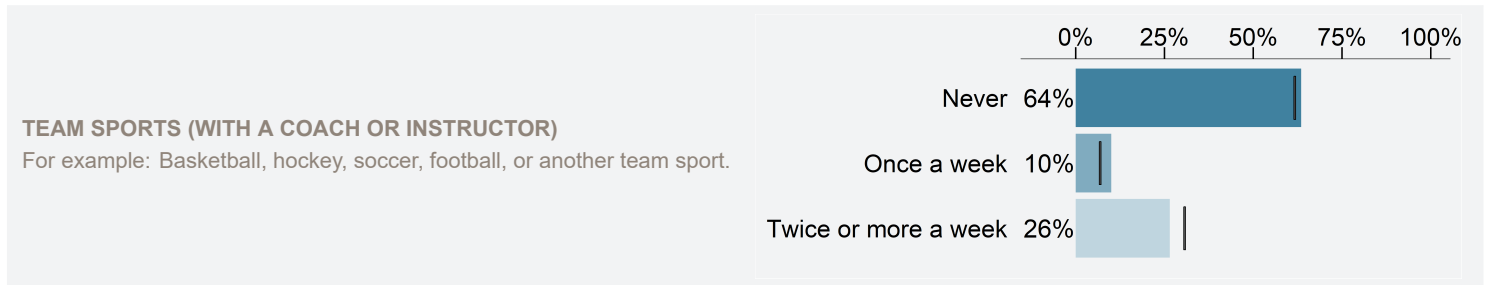 0% 25% 50% 75% 100%
Never 64%
TEAM SPORTS (WITH A COACH OR INSTRUCTOR)
For example: Basketball, hockey, soccer, football, or another team sport.
Once a week 10%
Twice or more a week 26%